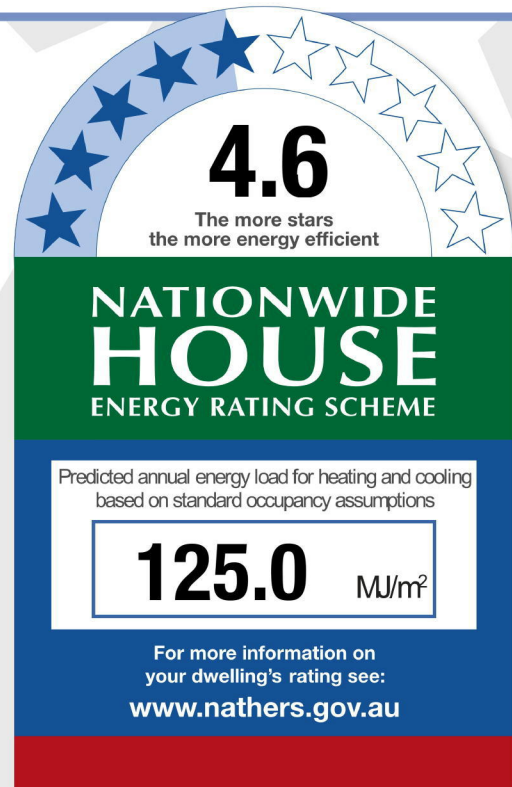 4.6
The more stars
the more energy efficient
NATIONWIDE
HOUSE
ENERGY RATING SCHEME
Predicted annual energy load for heating and cooling
based on standard occupancy assumptions
125.0 MJ/m²
For more information on
your dwelling's rating see:
www.nathers.gov.au